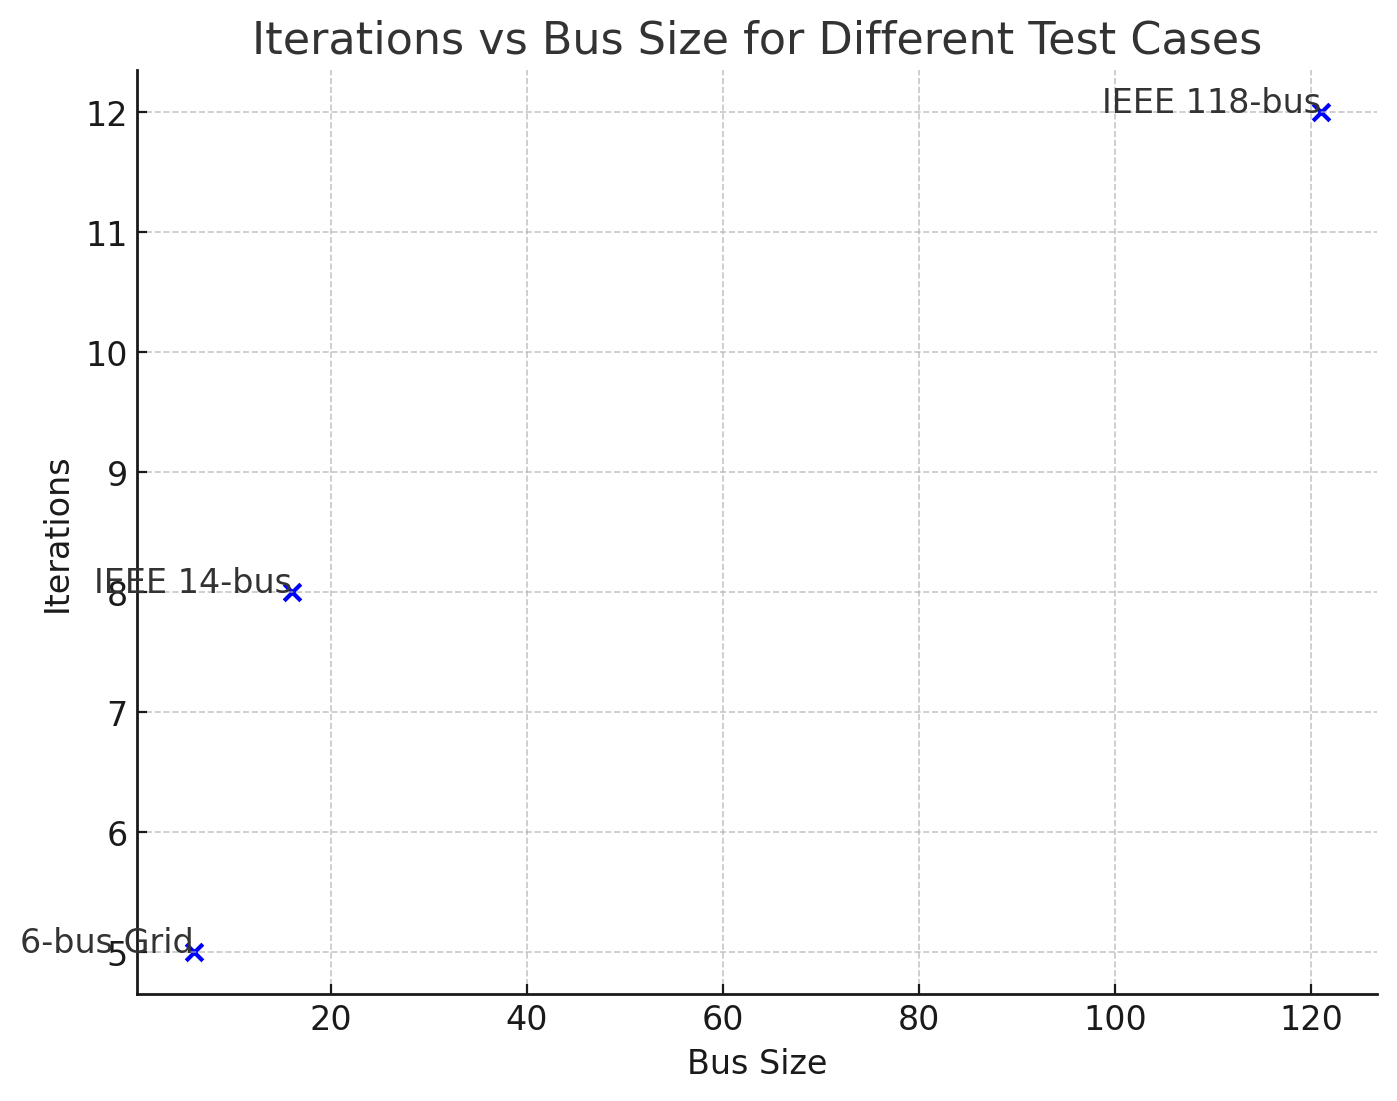 Iterations vs Bus Size for Different Test Cases
IEEE 118-bus
12
11
10
9
IEEE 14-bus
8
7
6
6-bus Grid
5
Iterations
20 40 60 80 100 120
Bus Size